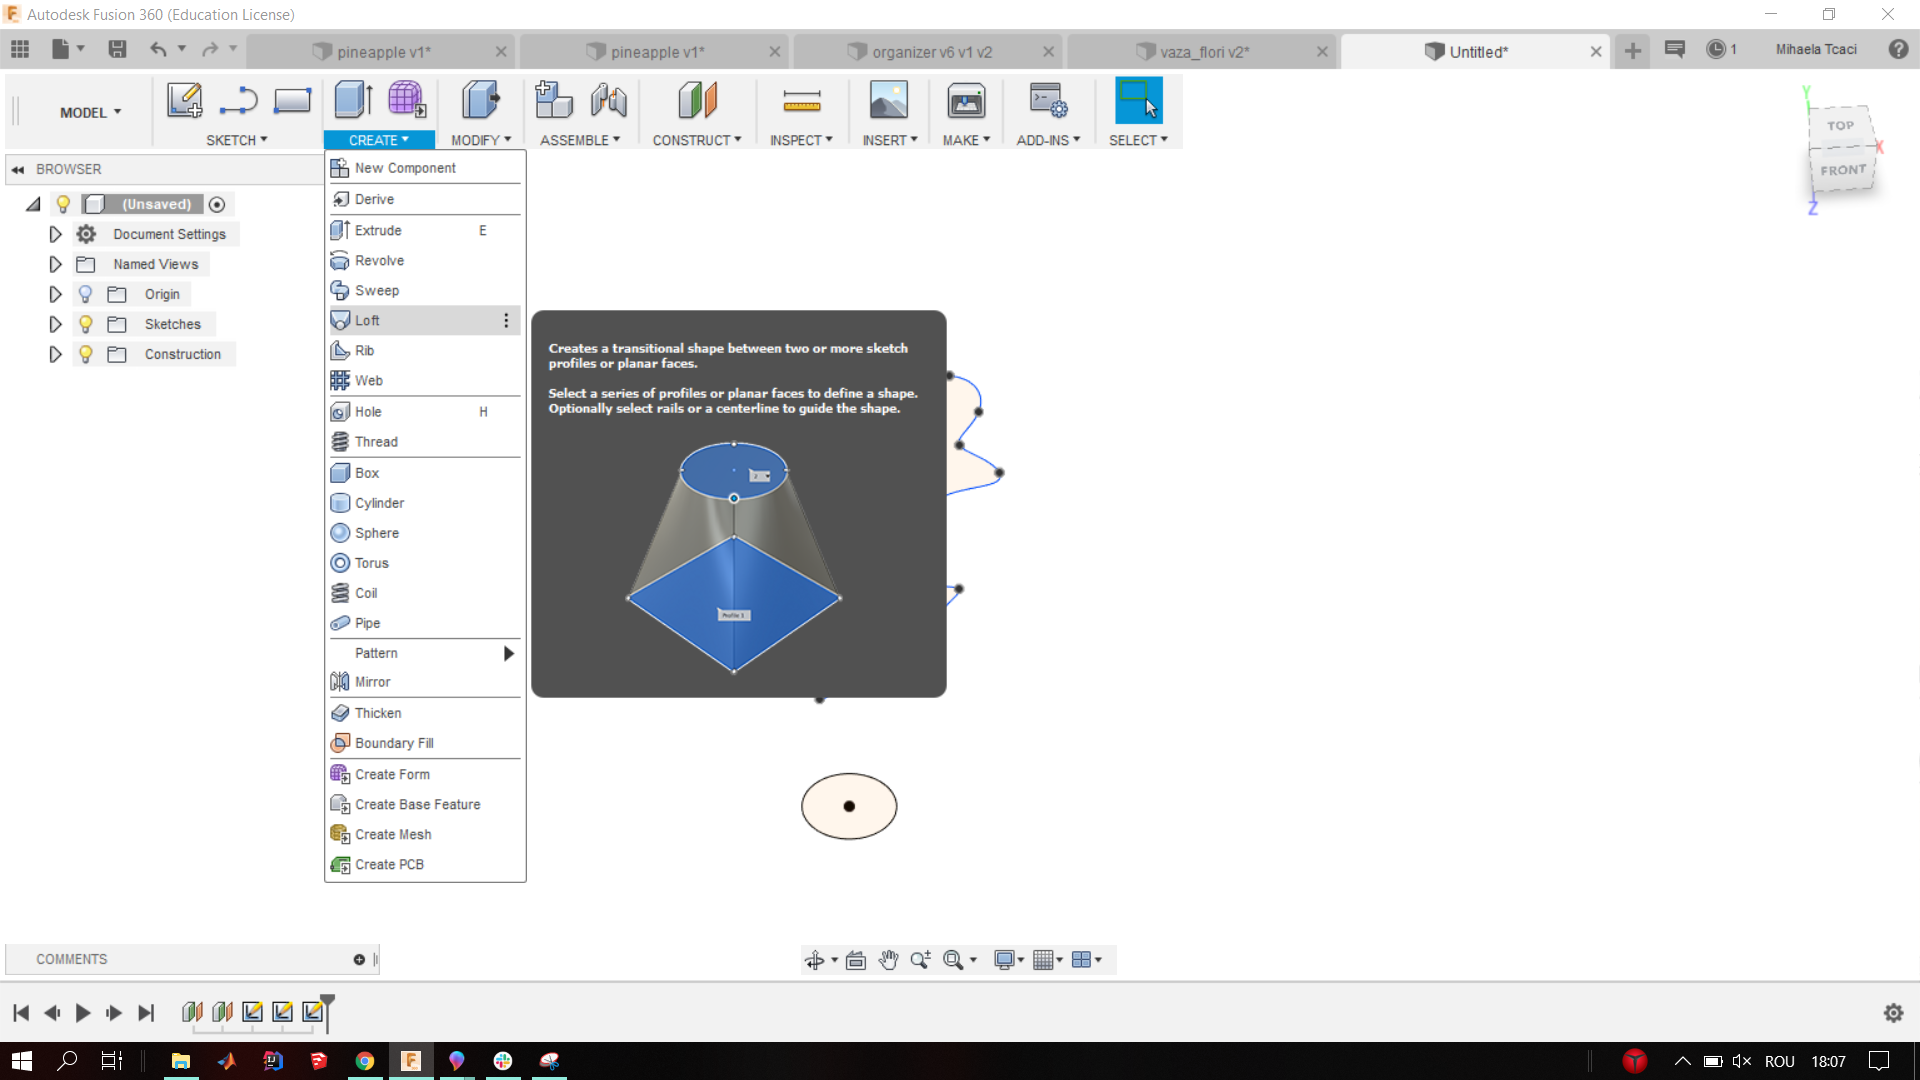 Autodesk Fusion 360 (Education License)
pineapple v1*
pineapple v1*
organizer v6 v1 v2
vaza_flori v2*
Untitled*
1
Mihaela Tcaci
MODEL
SKETCH
CREATE
MODIFY
ASSEMBLE
CONSTRUCT
INSPECT
INSERT
MAKE
ADD-INS
SELECT
BROWSER
(Unsaved)
Document Settings
Named Views
Origin
Sketches
Construction
New Component
Derive
Extrude E
Revolve
Sweep
Loft
Rib
Web
Hole H
Thread
Box
Cylinder
Sphere
Torus
Coil
Pipe
Pattern
Mirror
Thicken
Boundary Fill
Create Form
Create Base Feature
Create Mesh
Create PCB
Creates a transitional shape between two or more sketch
profiles or planar faces.
Select a series of profiles or planar faces to define a shape.
Optionally select rails or a centerline to guide the shape.
Profile 1
Y
TOP
X
FRONT
Z
COMMENTS
ROU
18:07